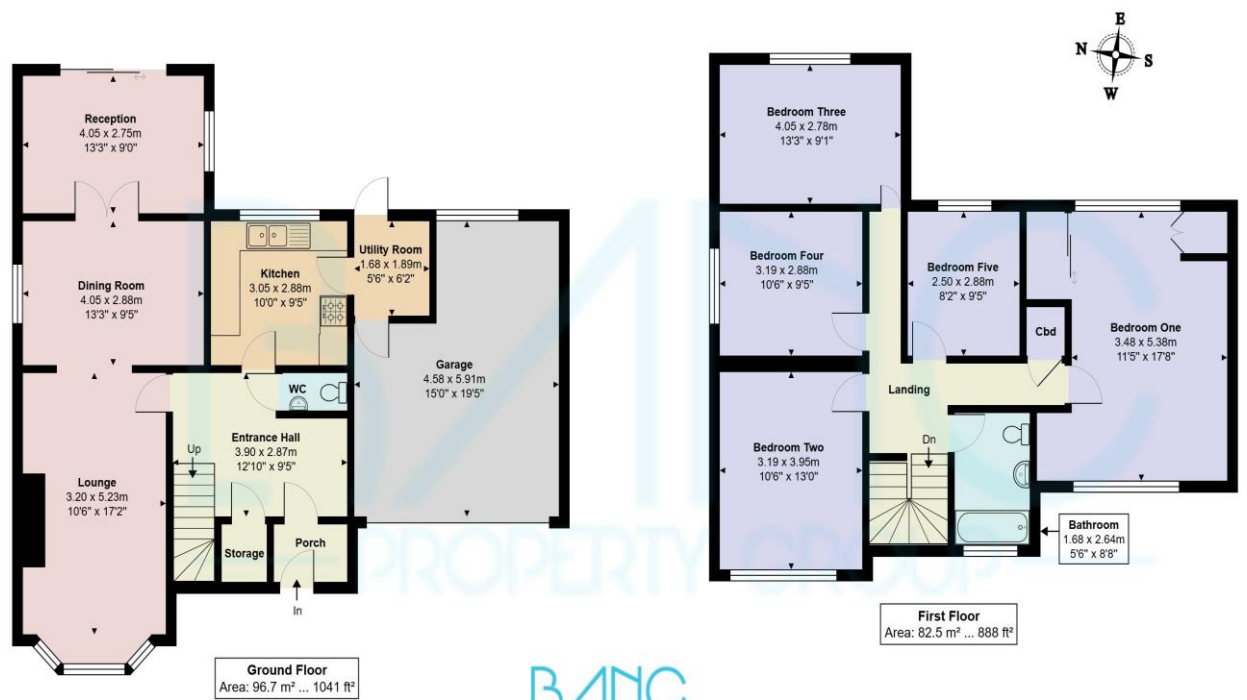 E
N
S
W
Reception
4.05 x 2.75m
13'3" x 9'0"
Dining Room
4.05 x 2.88m
13'3" x 9'5"
Kitchen
3.05 x 2.88m
10'0" x 9'5"
Utility Room
1.68 x 1.89m
5'6" x 6'2"
Garage
4.58 x 5.91m
15'0" x 19'5"
WC
Entrance Hall
3.90 x 2.87m
12'10" x 9'5"
Up
Lounge
3.20 x 5.23m
10'6" x 17'2"
Storage
Porch
In
Ground Floor
Area: 96.7 m² ... 1041 ft²
Bedroom Three
4.05 x 2.78m
13'3" x 9'1"
Bedroom Four
3.19 x 2.88m
10'6" x 9'5"
Bedroom Five
2.50 x 2.88m
8'2" x 9'5"
Cbd
Bedroom One
3.48 x 5.38m
11'5" x 17'8"
Landing
Dn
Bedroom Two
3.19 x 3.95m
10'6" x 13'0"
Bathroom
1.68 x 2.64m
5'6" x 8'8"
First Floor
Area: 82.5 m² ... 888 ft²
BANC
PROPERTY GROUP
BANC